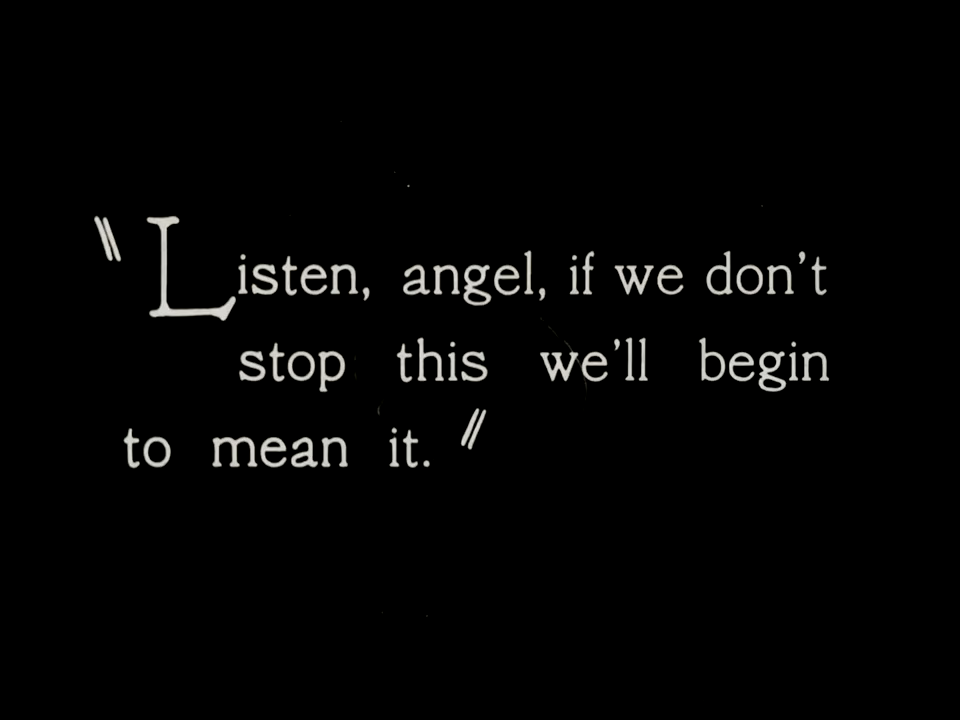 "Listen, angel, if we don't
stop this we'll begin
to mean it."